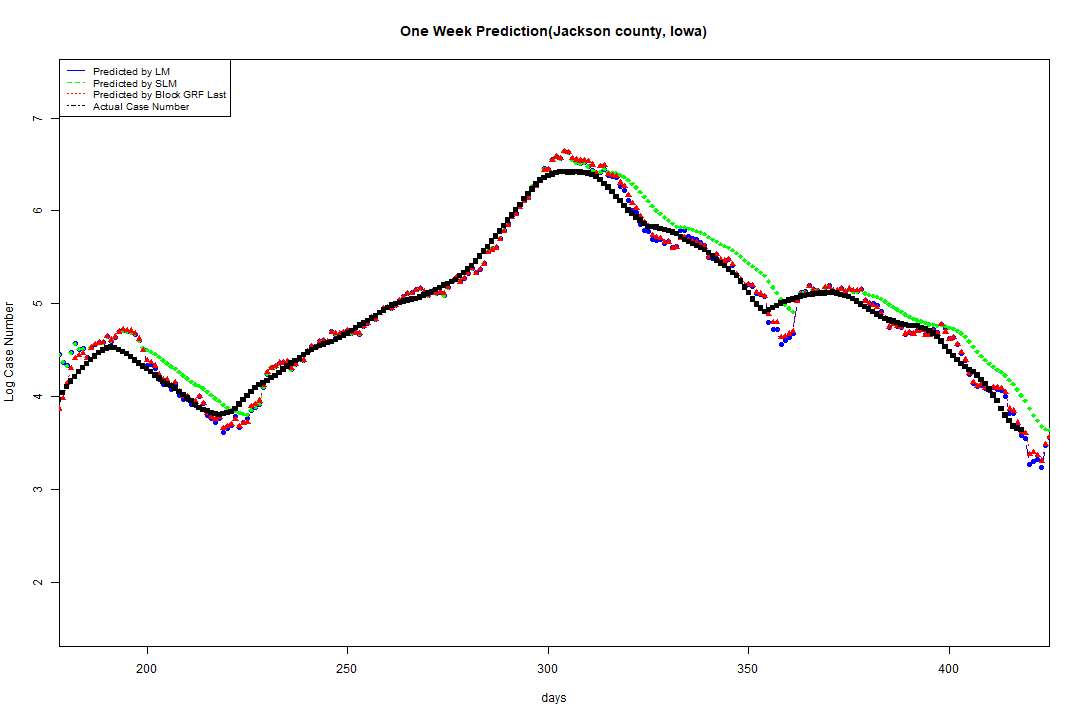 One Week Prediction(Jackson county, Iowa)
Predicted by LM
Predicted by SLM
Predicted by Block GRF Last
Actual Case Number
Log Case Number
7
6
5
4
3
2
200 250 300 350 400
days